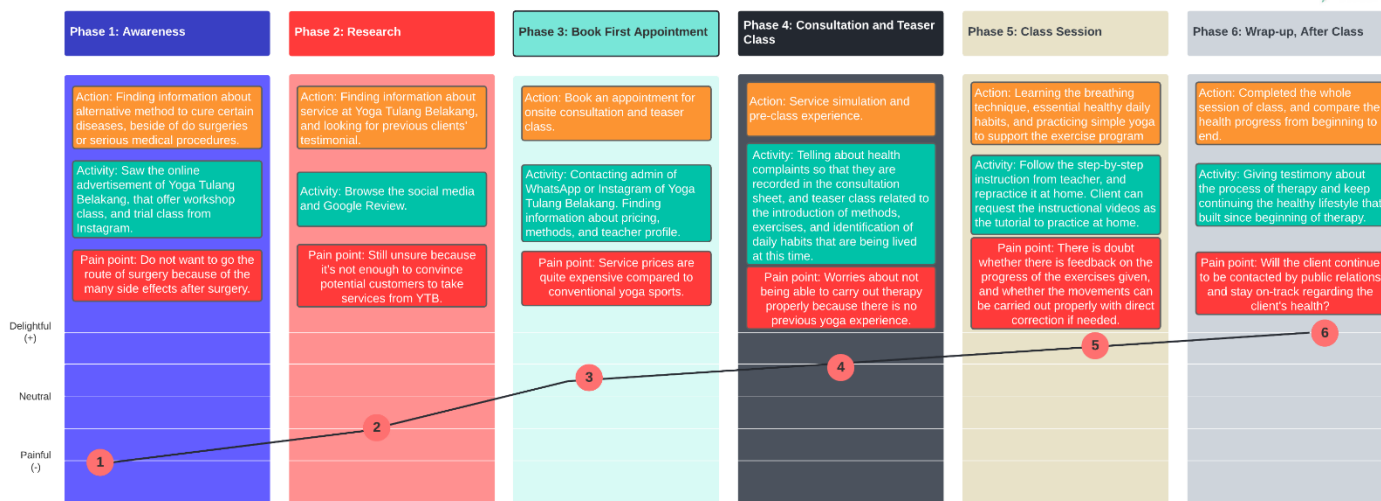 Phase 1: Awareness
Phase 2: Research
Phase 3: Book First Appointment
Phase 4: Consultation and Teaser
Class
Phase 5: Class Session
Phase 6: Wrap-up, After Class
Action: Finding information about
alternative method to cure certain
diseases, beside of do surgeries
or serious medical procedures.
Activity: Saw the online
advertisement of Yoga Tulang
Belakang, that offer workshop
class, and trial class from
Instagram.
Pain point: Do not want to go the
route of surgery because of the
many side effects after surgery.
Action: Finding information about
service at Yoga Tulang Belakang,
and looking for previous clients'
testimonial.
Activity: Browse the social media
and Google Review.
Pain point: Still unsure because
it's not enough to convince
potential customers to take
services from YTB.
Action: Book an appointment for
onsite consultation and teaser
class.
Activity: Contacting admin of
WhatsApp or Instagram of Yoga
Tulang Belakang. Finding
information about pricing,
methods, and teacher profile.
Pain point: Service prices are
quite expensive compared to
conventional yoga sports.
Action: Service simulation and
pre-class experience.
Activity: Telling about health
complaints so that they are
recorded in the consultation
sheet, and teaser class related to
the introduction of methods,
exercises, and identification of
daily habits that are being lived
at this time.
Pain point: Worries about not
being able to carry out therapy
properly because there is no
previous yoga experience.
Action: Learning the breathing
technique, essential healthy daily
habits, and practicing simple yoga
to support the exercise program
Activity: Follow the step-by-step
instruction from teacher, and
repractice it at home. Client can
request the instructional videos as
the tutorial to practice at home.
Pain point: There is doubt
whether there is feedback on the
progress of the exercises given,
and whether the movements can
be carried out properly with direct
correction if needed.
Action: Completed the whole
session of class, and compare the
health progress from beginning to
end.
Activity: Giving testimony about
the process of therapy and keep
continuing the healthy lifestyle that
built since beginning of therapy.
Pain point: Will the client continue
to be contacted by public relations
and stay on-track regarding the
client's health?
Delightful
(+)
Neutral
Painful
(-)
1
2
3
4
5
6